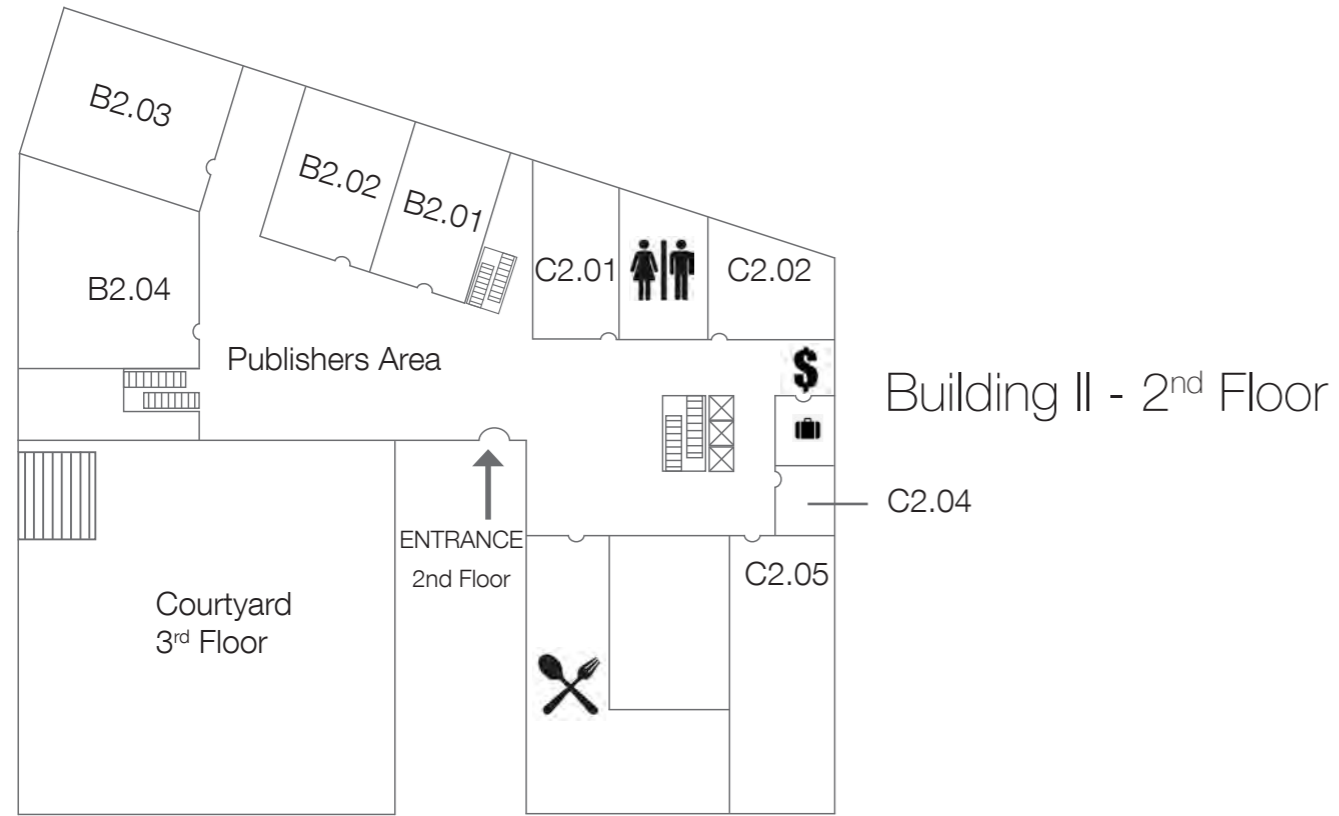 B2.03
B2.02
B2.01
C2.01
C2.02
B2.04
Publishers Area
$
Building II - 2nd Floor
C2.04
ENTRANCE
2nd Floor
C2.05
Courtyard
3rd Floor